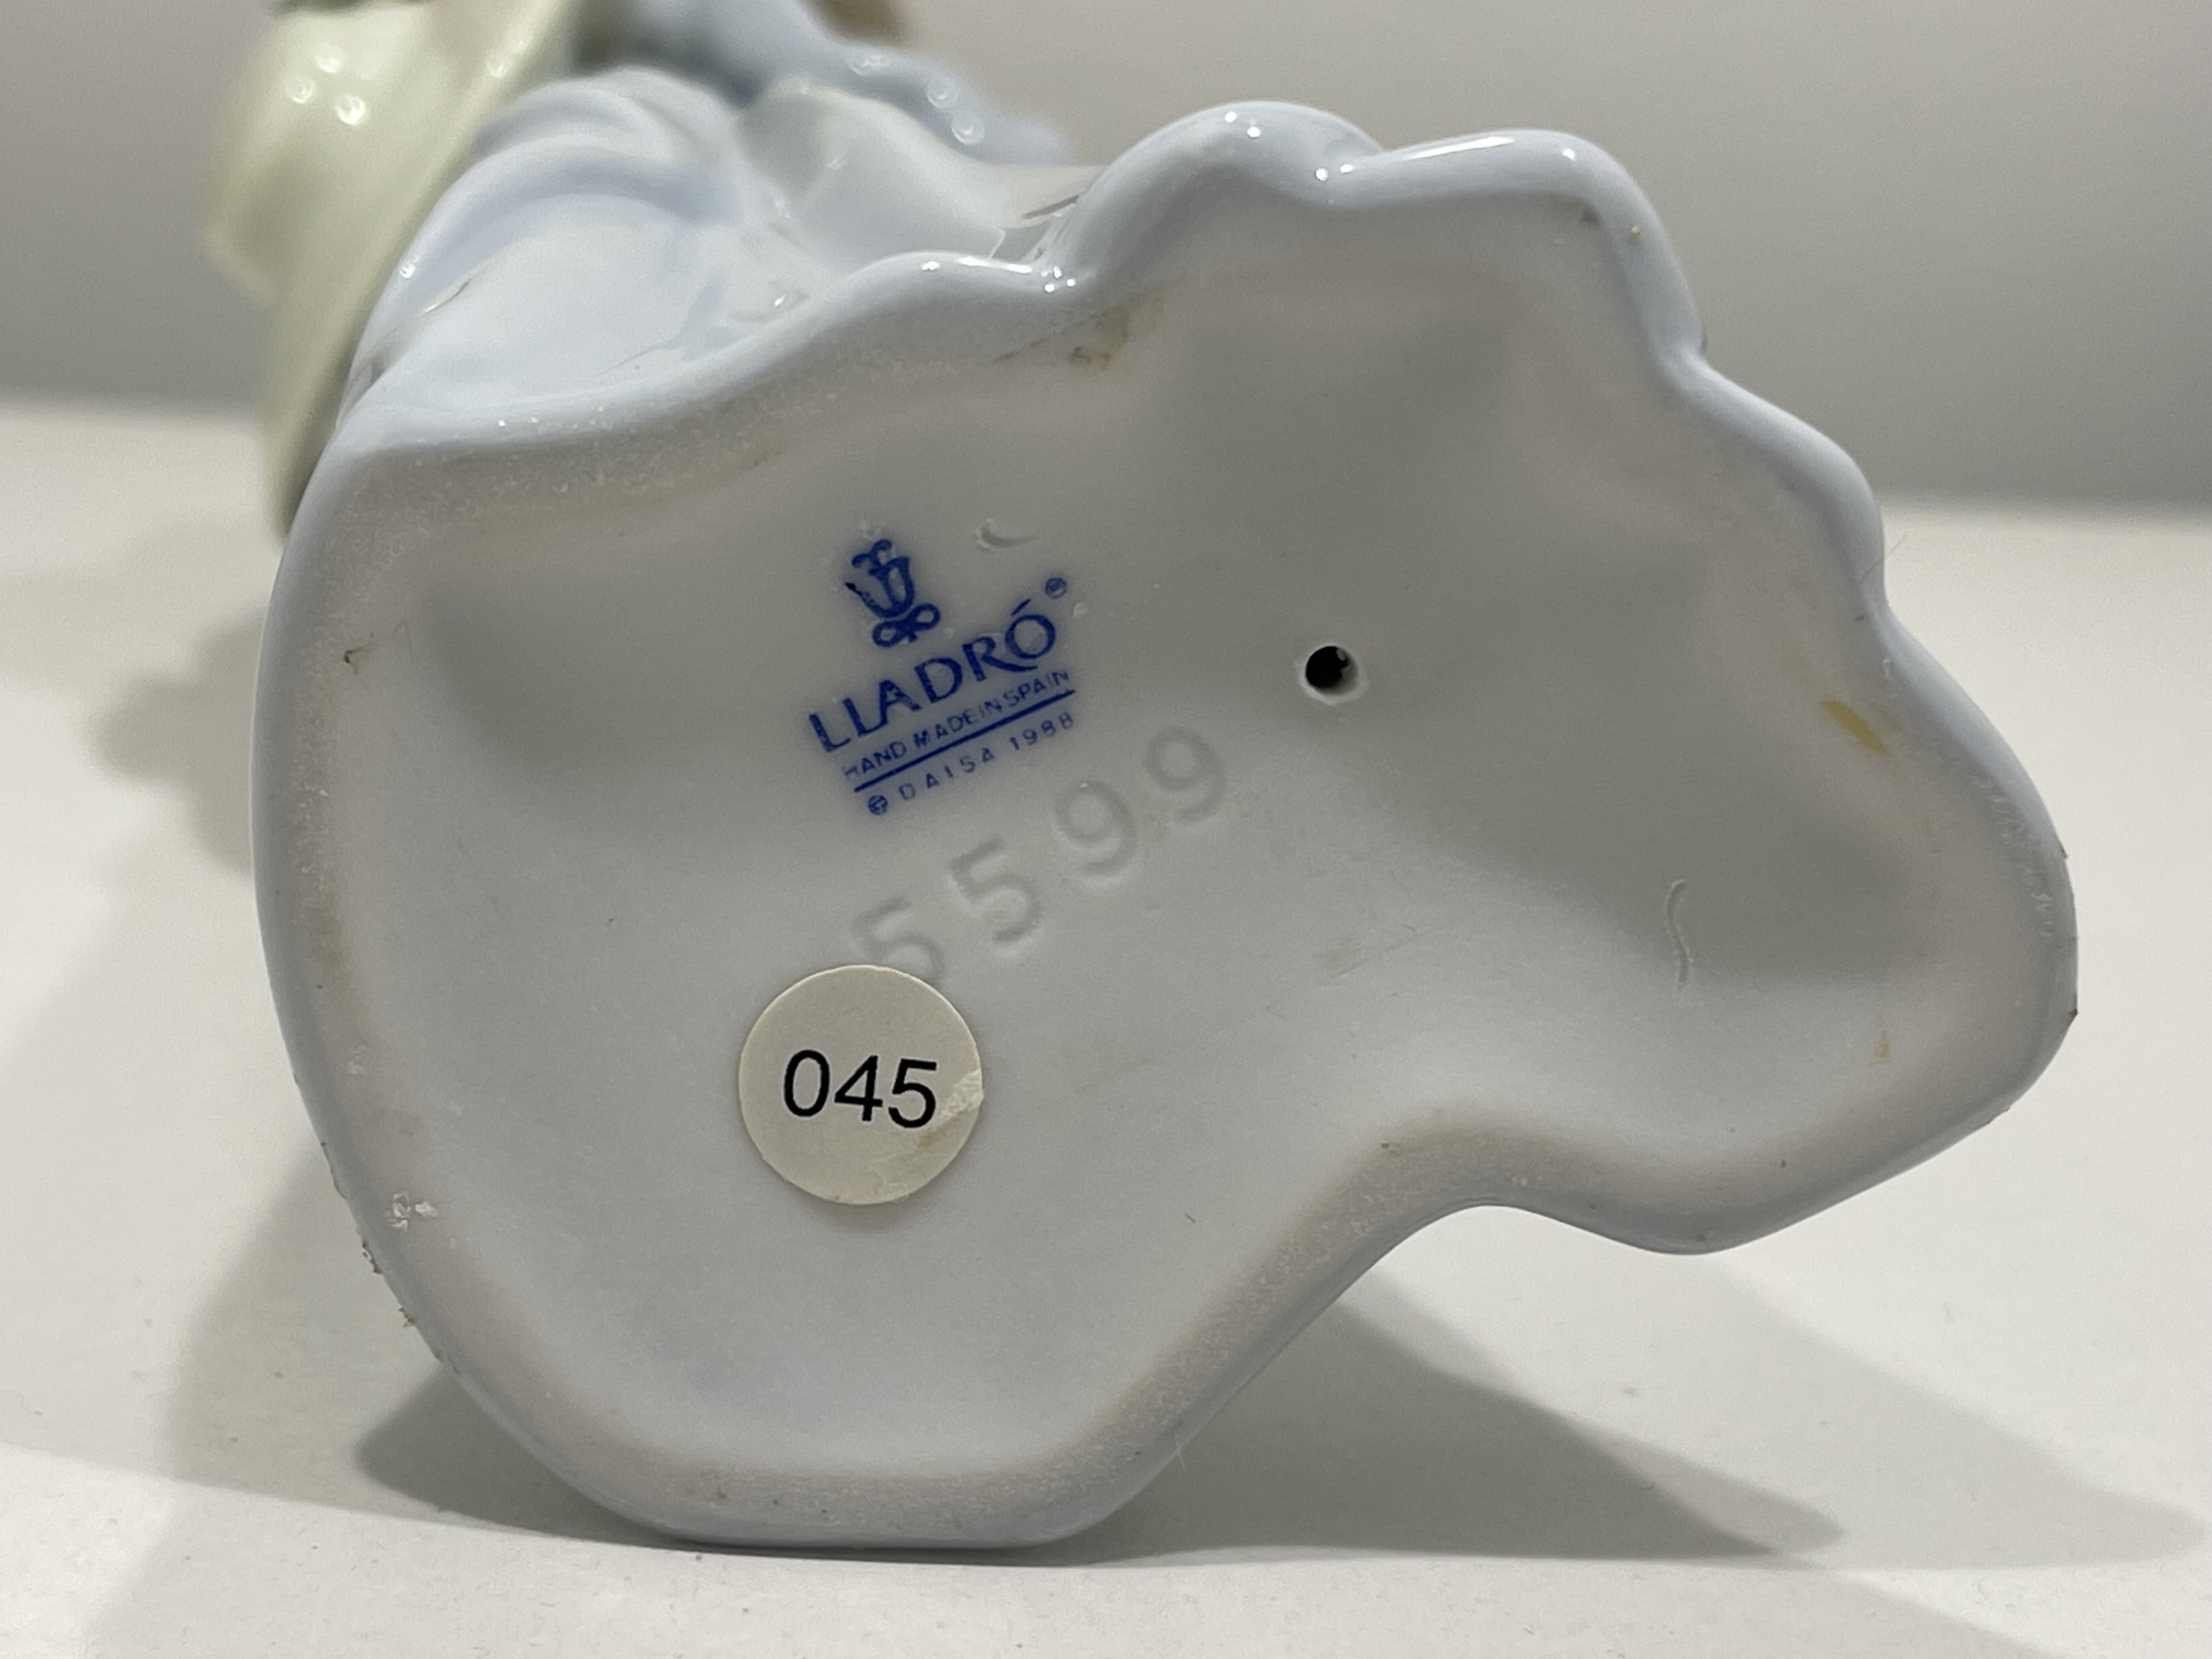 LLADRÓ®
HAND MADE IN SPAIN
© DAISA 1988
5599
045